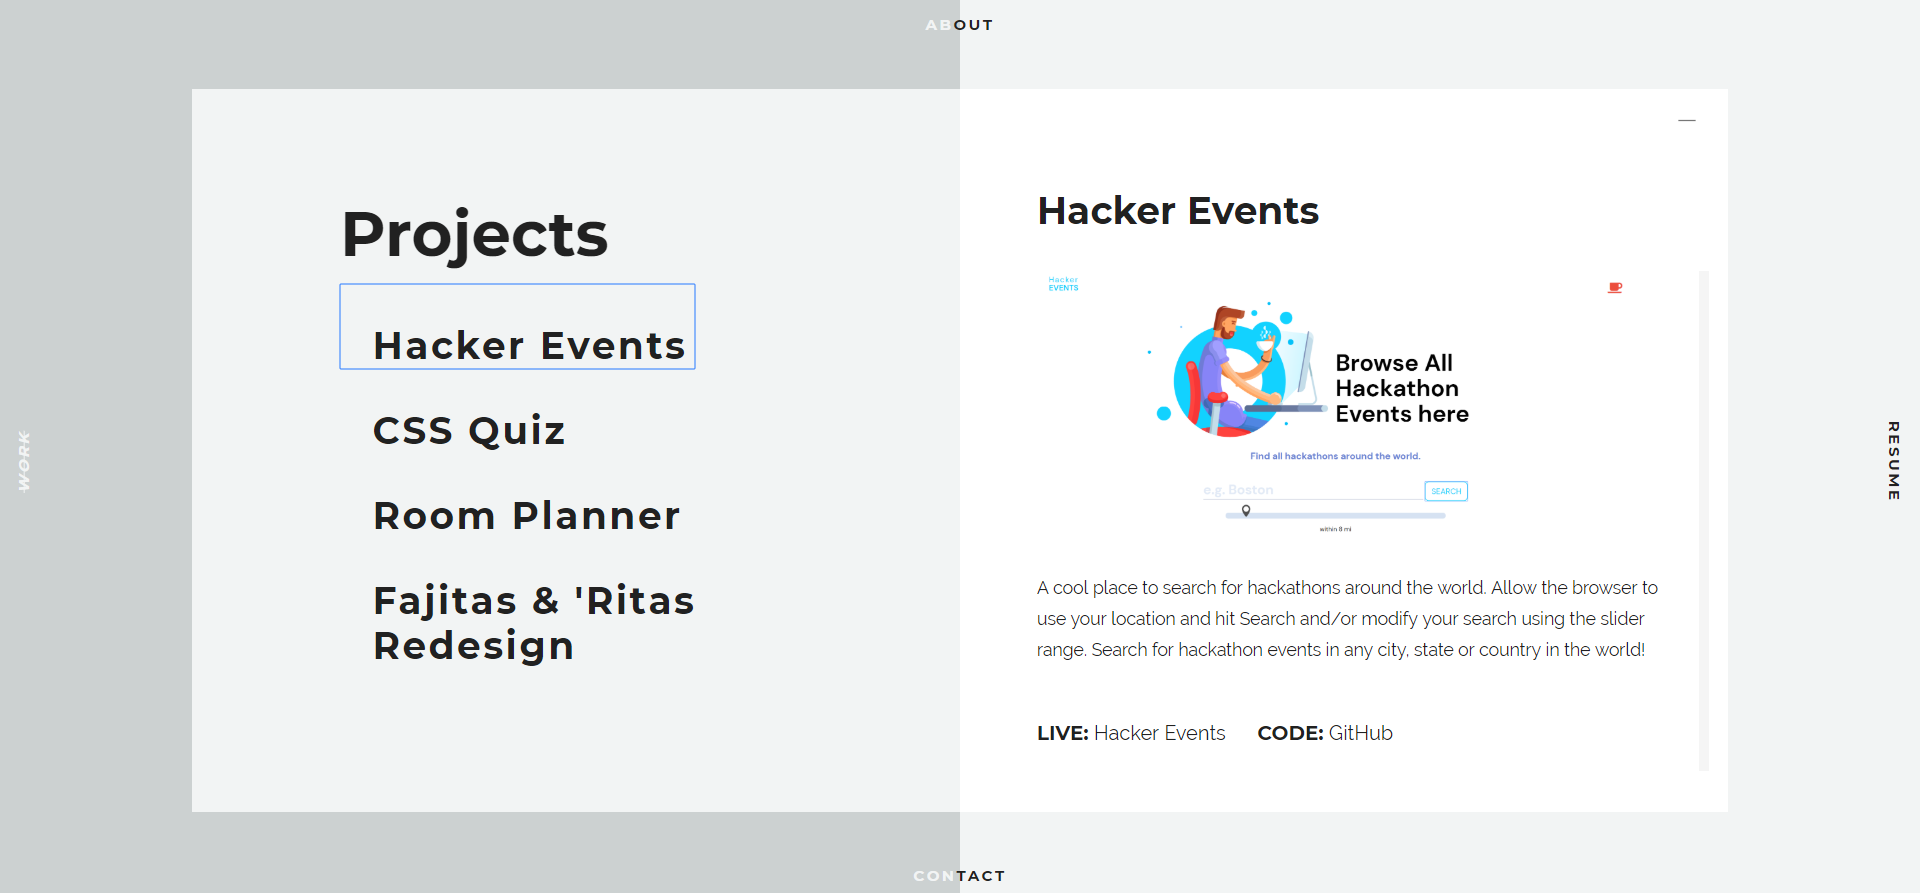 ABOUT
WORK
Projects
Hacker Events
CSS Quiz
Room Planner
Fajitas & 'Ritas
Redesign
—
Hacker Events
Hacker
EVENTS
Browse All
Hackathon
Events here
Find all hackathons around the world.
e.g. Boston
SEARCH
within 8 mi
A cool place to search for hackathons around the world. Allow the browser to
use your location and hit Search and/or modify your search using the slider
range. Search for hackathon events in any city, state or country in the world!
LIVE: Hacker Events CODE: GitHub
RESUME
CONTACT